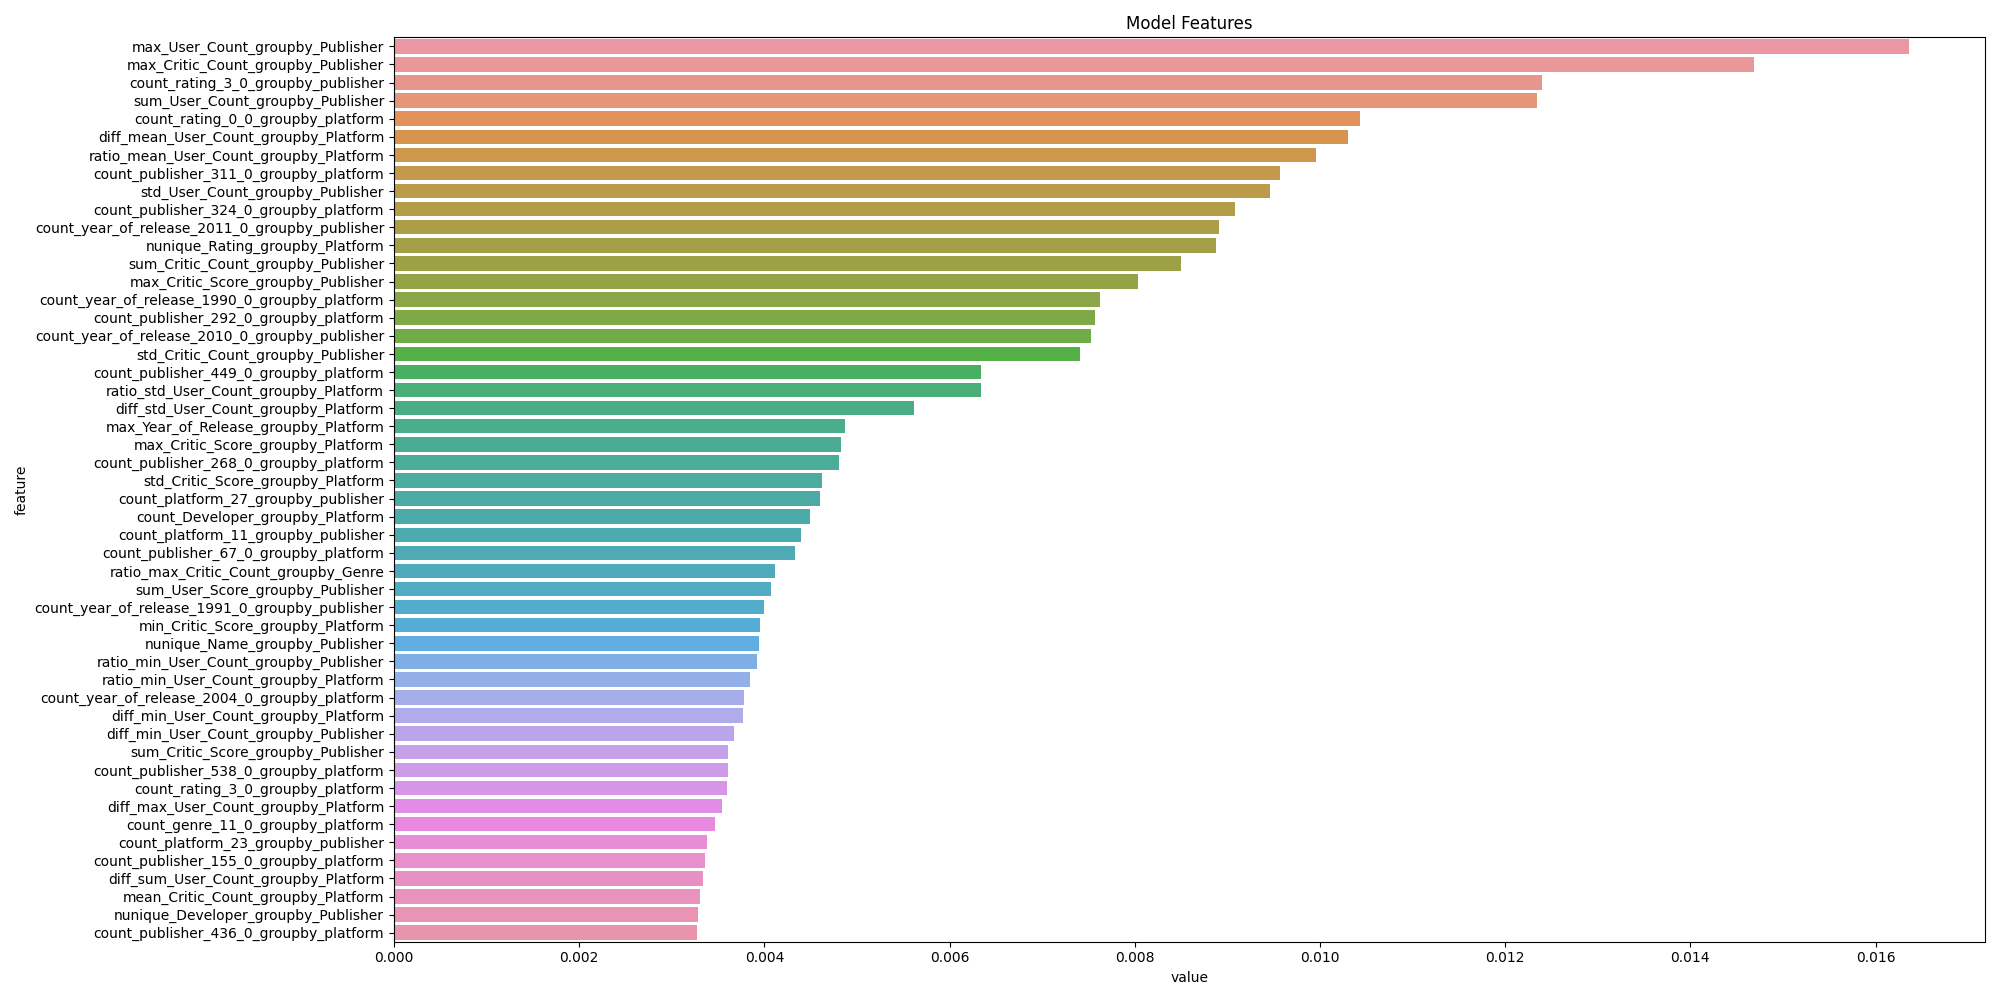 Model Features
max_User_Count_groupby_Publisher
max_Critic_Count_groupby_Publisher
count_rating_3_0_groupby_publisher
sum_User_Count_groupby_Publisher
count_rating_0_0_groupby_platform
diff_mean_User_Count_groupby_Platform
ratio_mean_User_Count_groupby_Platform
count_publisher_311_0_groupby_platform
std_User_Count_groupby_Publisher
count_publisher_324_0_groupby_platform
count_year_of_release_2011_0_groupby_publisher
nunique_Rating_groupby_Platform
sum_Critic_Count_groupby_Publisher
max_Critic_Score_groupby_Publisher
count_year_of_release_1990_0_groupby_platform
count_publisher_292_0_groupby_platform
count_year_of_release_2010_0_groupby_publisher
std_Critic_Count_groupby_Publisher
count_publisher_449_0_groupby_platform
ratio_std_User_Count_groupby_Platform
diff_std_User_Count_groupby_Platform
max_Year_of_Release_groupby_Platform
max_Critic_Score_groupby_Platform
count_publisher_268_0_groupby_platform
std_Critic_Score_groupby_Platform
count_platform_27_groupby_publisher
count_Developer_groupby_Platform
count_platform_11_groupby_publisher
count_publisher_67_0_groupby_platform
ratio_max_Critic_Count_groupby_Genre
sum_User_Score_groupby_Publisher
count_year_of_release_1991_0_groupby_publisher
min_Critic_Score_groupby_Platform
nunique_Name_groupby_Publisher
ratio_min_User_Count_groupby_Publisher
ratio_min_User_Count_groupby_Platform
count_year_of_release_2004_0_groupby_platform
diff_min_User_Count_groupby_Platform
diff_min_User_Count_groupby_Publisher
sum_Critic_Score_groupby_Publisher
count_publisher_538_0_groupby_platform
count_rating_3_0_groupby_platform
diff_max_User_Count_groupby_Platform
count_genre_11_0_groupby_platform
count_platform_23_groupby_publisher
count_publisher_155_0_groupby_platform
diff_sum_User_Count_groupby_Platform
mean_Critic_Count_groupby_Platform
nunique_Developer_groupby_Publisher
count_publisher_436_0_groupby_platform
feature
0.000 0.002 0.004 0.006 0.008 0.010 0.012 0.014 0.016
value